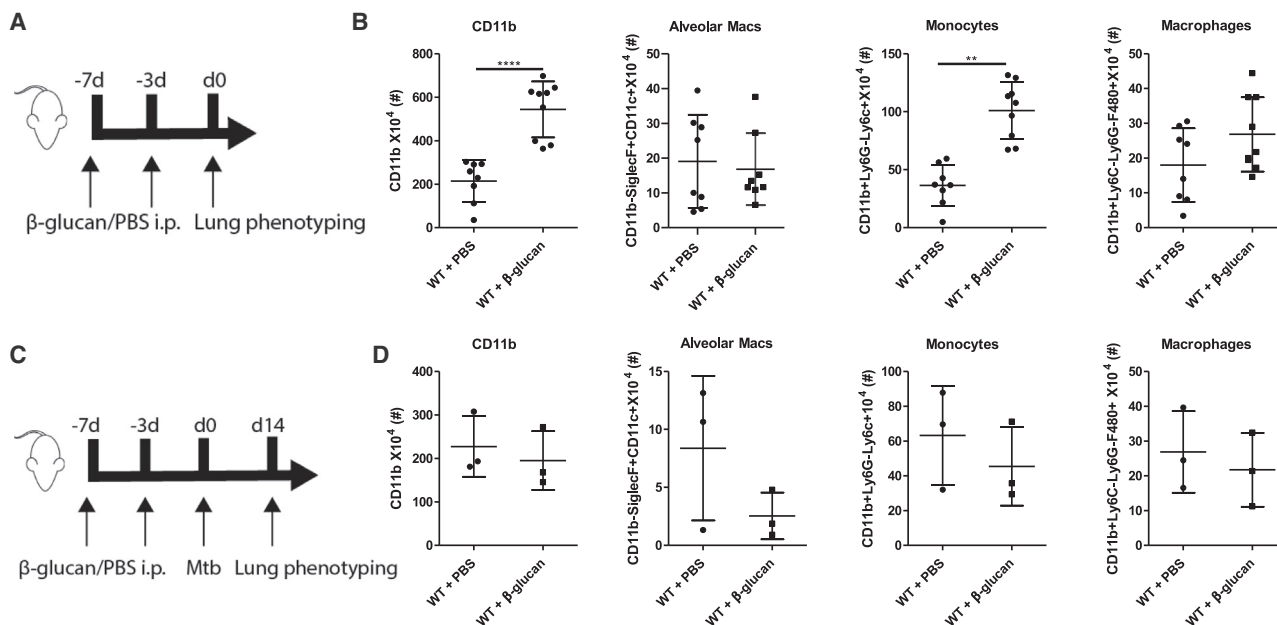 A
-7d -3d d0
β-glucan/PBS i.p. Lung phenotyping
B
CD11b
CD11b X10⁴ (#)
800
600
400
200
0
WT + PBS
WT + β-glucan
****
Alveolar Macs
CD11b-SiglecF+CD11c+X10⁴ (#)
50
40
30
20
10
0
WT + PBS
WT + β-glucan
Monocytes
CD11b+Ly6G-Ly6c+X10⁴ (#)
150
100
50
0
WT + PBS
WT + β-glucan
**
Macrophages
CD11b+Ly6C-Ly6G-F480+X10⁴ (#)
50
40
30
20
10
0
WT + PBS
WT + β-glucan
C
-7d -3d d0 d14
β-glucan/PBS i.p. Mtb Lung phenotyping
D
CD11b
CD11b X10⁴ (#)
400
300
200
100
0
WT + PBS
WT + β-glucan
Alveolar Macs
CD11b-SiglecF+CD11c+X10⁴ (#)
15
10
5
0
WT + PBS
WT + β-glucan
Monocytes
CD11b+Ly6G-Ly6c+10⁴ (#)
100
80
60
40
20
0
WT + PBS
WT + β-glucan
Macrophages
CD11b+Ly6C-Ly6G-F480+ X10⁴ (#)
50
40
30
20
10
0
WT + PBS
WT + β-glucan